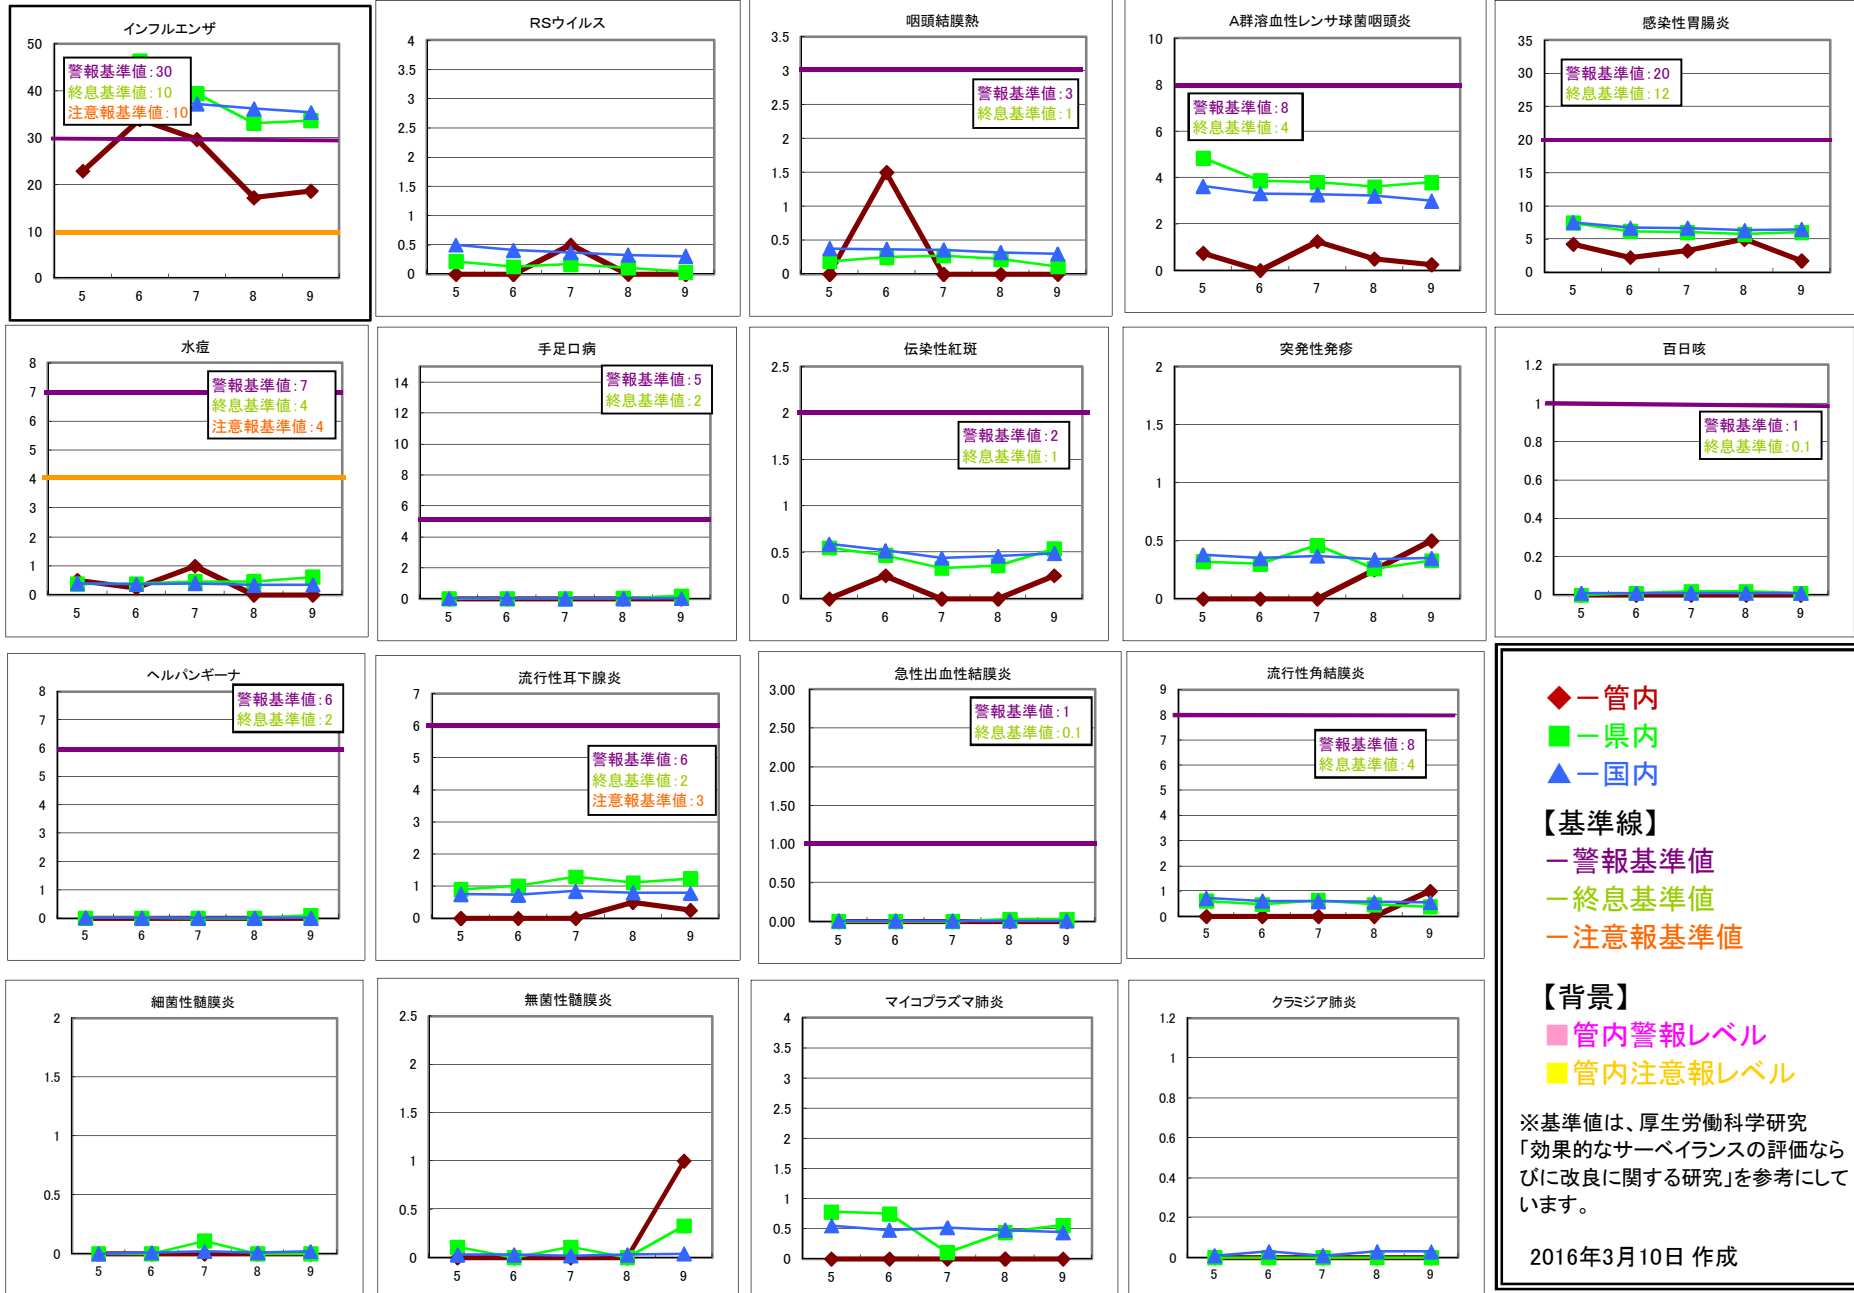 インフルエンザ
50
40
30
20
10
0
警報基準値:30
終息基準値:10
注意報基準値:10
5 6 7 8 9
RSウイルス
4
3.5
3
2.5
2
1.5
1
0.5
0
5 6 7 8 9
咽頭結膜熱
3.5
3
2.5
2
1.5
1
0.5
0
警報基準値:3
終息基準値:1
5 6 7 8 9
A群溶血性レンサ球菌咽頭炎
10
8
6
4
2
0
警報基準値:8
終息基準値:4
5 6 7 8 9
感染性胃腸炎
35
30
25
20
15
10
5
0
警報基準値:20
終息基準値:12
5 6 7 8 9
水痘
8
7
6
5
4
3
2
1
0
警報基準値:7
終息基準値:4
注意報基準値:4
5 6 7 8 9
手足口病
14
12
10
8
6
4
2
0
警報基準値:5
終息基準値:2
5 6 7 8 9
伝染性紅斑
2.5
2
1.5
1
0.5
0
警報基準値:2
終息基準値:1
5 6 7 8 9
突発性発疹
2
1.5
1
0.5
0
5 6 7 8 9
百日咳
1.2
1
0.8
0.6
0.4
0.2
0
警報基準値:1
終息基準値:0.1
5 6 7 8 9
ヘルパンギーナ
8
7
6
5
4
3
2
1
0
警報基準値:6
終息基準値:2
5 6 7 8 9
流行性耳下腺炎
7
6
5
4
3
2
1
0
警報基準値:6
終息基準値:2
注意報基準値:3
5 6 7 8 9
急性出血性結膜炎
3.00
2.50
2.00
1.50
1.00
0.50
0.00
警報基準値:1
終息基準値:0.1
5 6 7 8 9
流行性角結膜炎
9
8
7
6
5
4
3
2
1
0
警報基準値:8
終息基準値:4
5 6 7 8 9
細菌性髄膜炎
2
1.5
1
0.5
0
5 6 7 8 9
無菌性髄膜炎
2.5
2
1.5
1
0.5
0
5 6 7 8 9
マイコプラズマ肺炎
4
3.5
3
2.5
2
1.5
1
0.5
0
5 6 7 8 9
クラミジア肺炎
1.2
1
0.8
0.6
0.4
0.2
0
5 6 7 8 9
◆ー管内
■ー県内
▲ー国内
【基準線】
ー警報基準値
ー終息基準値
ー注意報基準値
【背景】
■管内警報レベル
■管内注意報レベル
※基準値は、厚生労働科学研究
「効果的なサーベイランスの評価なら
びに改良に関する研究」を参考にして
います。
2016年3月10日 作成